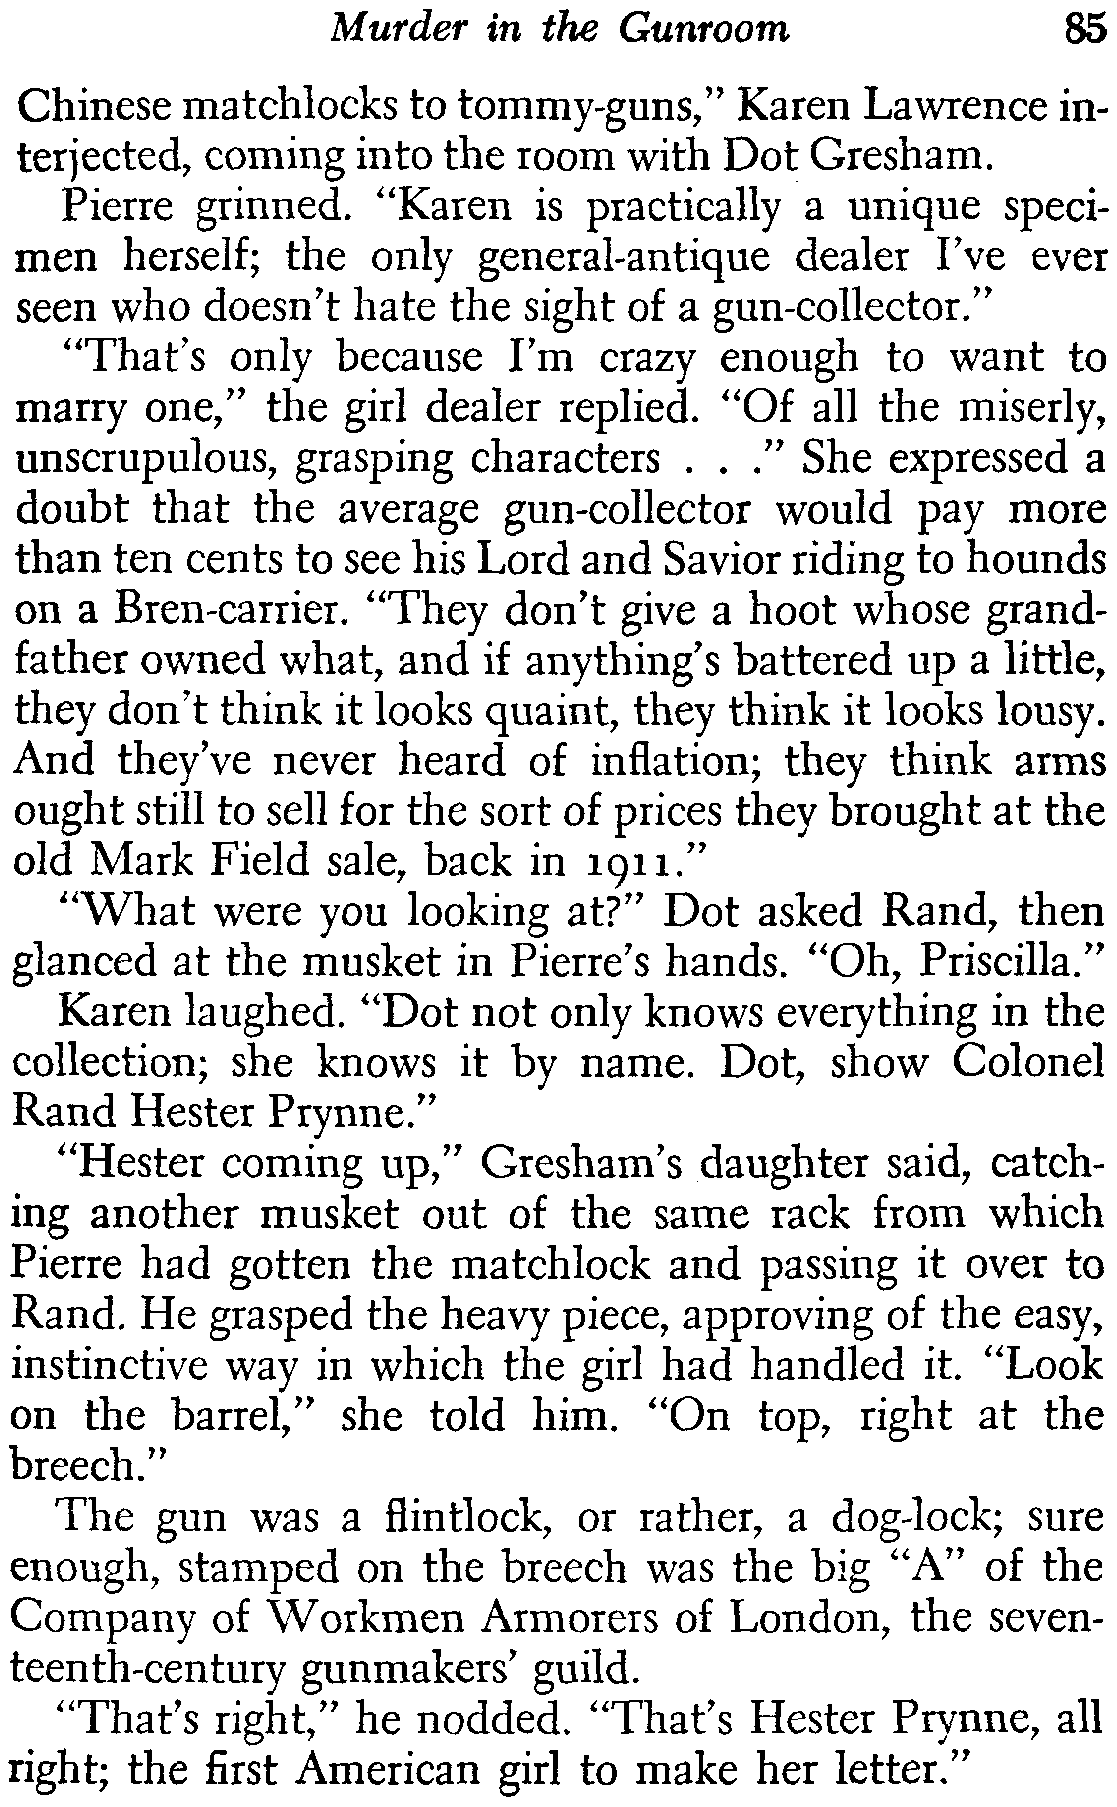 Murder in the Gunroom 85
Chinese matchlocks to tommy-guns,” Karen Lawrence in-
terjected, coming into the room with Dot Gresham.
Pierre grinned. “Karen is practically a unique speci-
men herself; the only general-antique dealer I’ve ever
seen who doesn’t hate the sight of a gun-collector.”
“That’s only because I’m crazy enough to want to
marry one,” the girl dealer replied. “Of all the miserly,
unscrupulous, grasping characters . . .” She expressed a
doubt that the average gun-collector would pay more
than ten cents to see his Lord and Savior riding to hounds
on a Bren-carrier. “They don’t give a hoot whose grand-
father owned what, and if anything’s battered up a little,
they don’t think it looks quaint, they think it looks lousy.
And they’ve never heard of inflation; they think arms
ought still to sell for the sort of prices they brought at the
old Mark Field sale, back in 1911.”
“What were you looking at?” Dot asked Rand, then
glanced at the musket in Pierre’s hands. “Oh, Priscilla.”
Karen laughed. “Dot not only knows everything in the
collection; she knows it by name. Dot, show Colonel
Rand Hester Prynne.”
“Hester coming up,” Gresham’s daughter said, catch-
ing another musket out of the same rack from which
Pierre had gotten the matchlock and passing it over to
Rand. He grasped the heavy piece, approving of the easy,
instinctive way in which the girl had handled it. “Look
on the barrel,” she told him. “On top, right at the
breech.”
The gun was a flintlock, or rather, a dog-lock; sure
enough, stamped on the breech was the big “A” of the
Company of Workmen Armorers of London, the seven-
teenth-century gunmakers’ guild.
“That’s right,” he nodded. “That’s Hester Prynne, all
right; the first American girl to make her letter.”